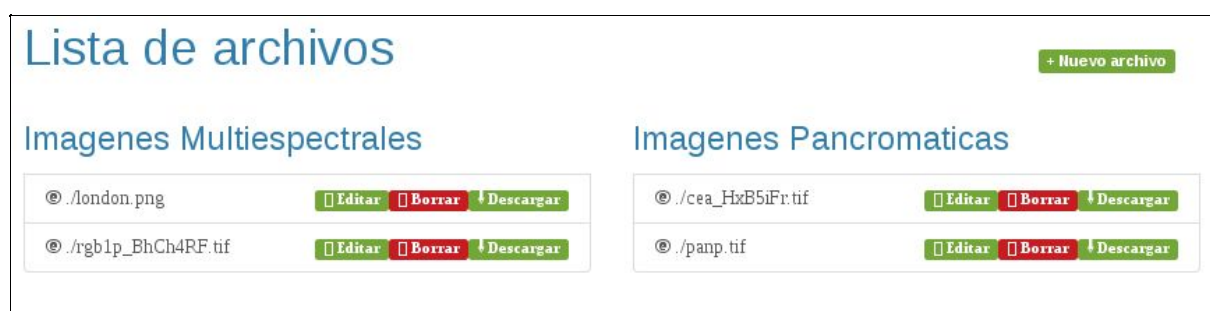 Lista de archivos
+ Nuevo archivo
Imagenes Multiespectrales
@ ./london.png Editar Borrar Descargar
@ ./rgb1p_BhCh4RF.tif Editar Borrar Descargar
Imagenes Pancromaticas
@ ./cea_HxB5iFr.tif Editar Borrar Descargar
@ ./panp.tif Editar Borrar Descargar